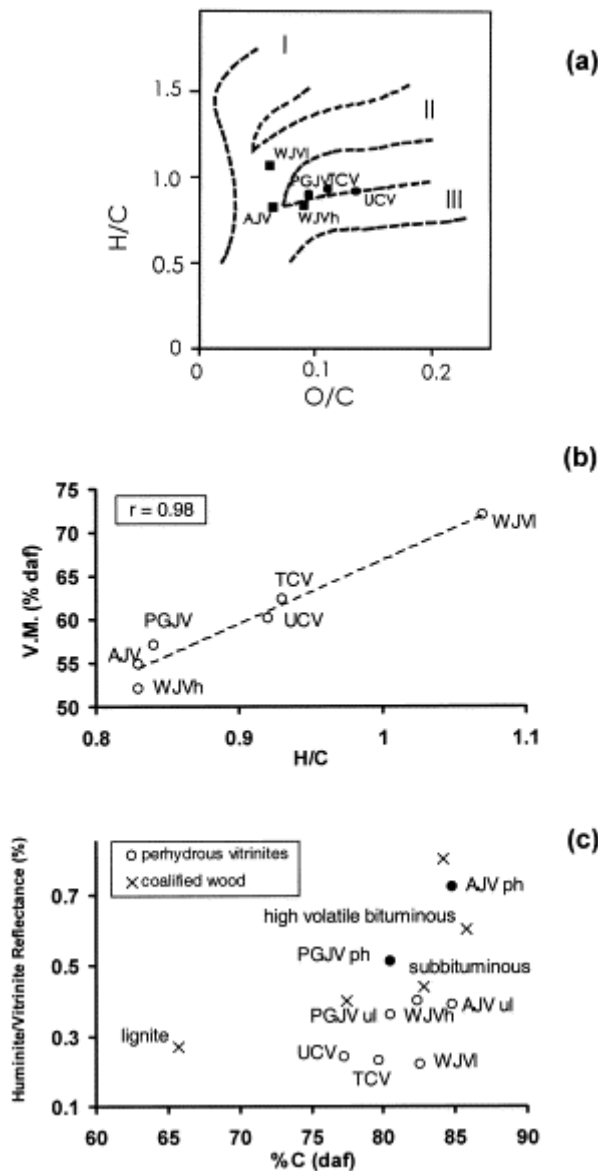 (a)
I
1.5
II
WJVl
1.0
PGJV
TCV
UCV
AJV
WJVh
III
H/C
0.5
0
0
0.1
0.2
O/C
(b)
75
r = 0.98
70
WJVl
65
TCV
V.M. (% daf)
60
PGJV
UCV
AJV
55
WJVh
50
0.8
0.9
1
1.1
H/C
(c)
perhydrous vitrinites
coalified wood
AJV ph
0.7
high volatile bituminous
PGJV ph
0.5
subbituminous
PGJV ul
WJVh
AJV ul
lignite
0.3
UCV
TCV
WJVl
0.1
Huminite/Vitrinite Reflectance (%)
60
65
70
75
80
85
90
%C (daf)